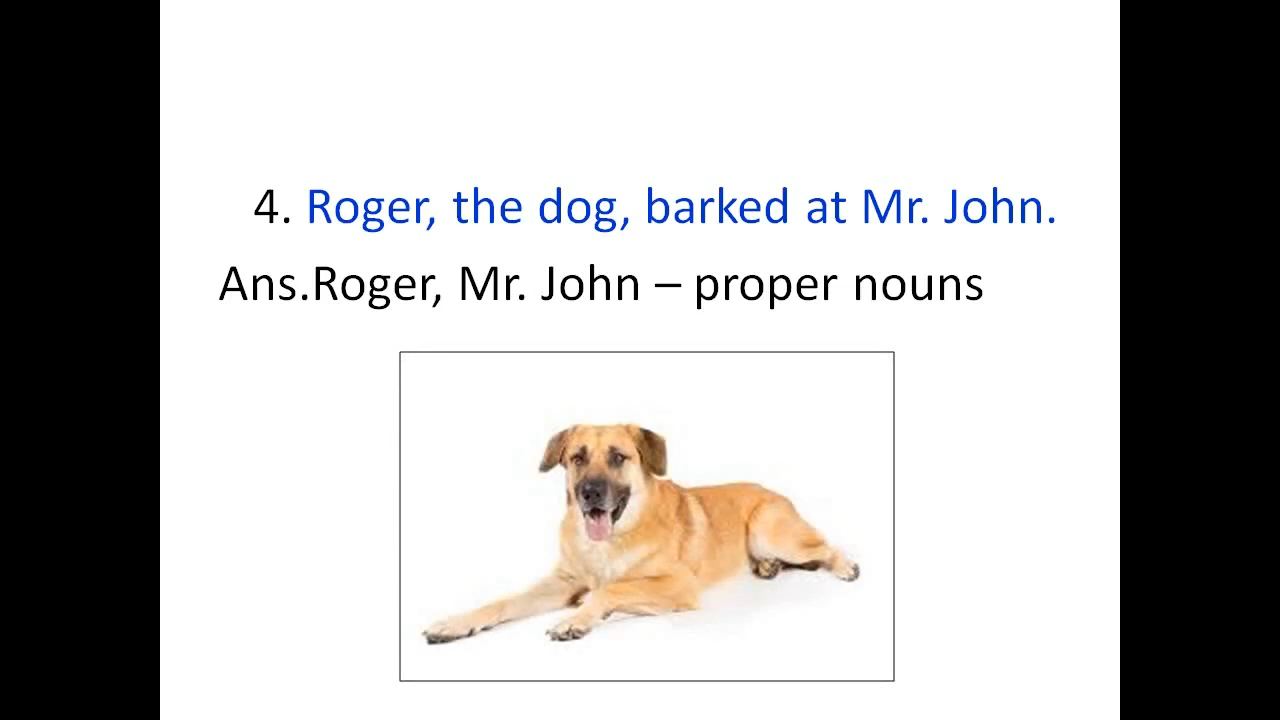 4. Roger, the dog, barked at Mr. John.
Ans.Roger, Mr. John – proper nouns